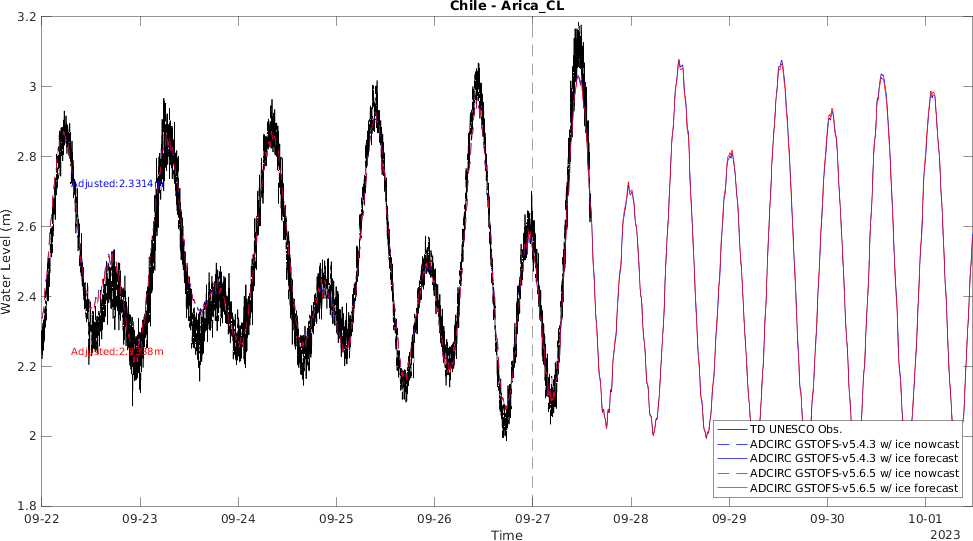 Chile - Arica_CL
3.2
3
2.8
2.6
2.4
2.2
2
1.8
Water Level (m)
Adjusted:2.3314m
TD UNESCO Obs.
ADCIRC GSTOFS-v5.4.3 w/ ice nowcast
ADCIRC GSTOFS-v5.4.3 w/ ice forecast
ADCIRC GSTOFS-v5.6.5 w/ ice nowcast
ADCIRC GSTOFS-v5.6.5 w/ ice forecast
09-22 09-23 09-24 09-25 09-26 09-27 09-28 09-29 09-30 10-01
Time
2023